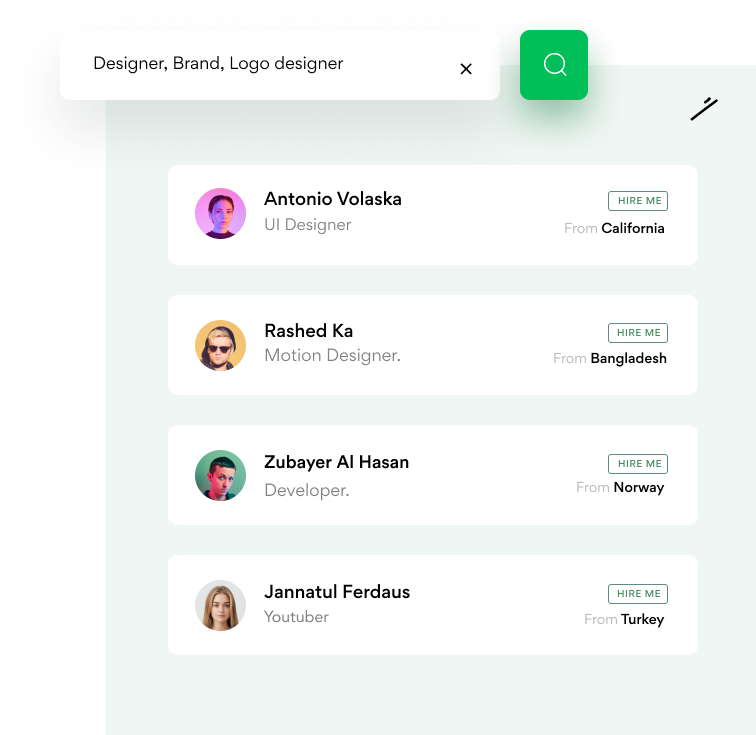 Designer, Brand, Logo designer
Antonio Volaska
HIRE ME
UI Designer
From California
Rashed Ka
HIRE ME
Motion Designer.
From Bangladesh
Zubayer Al Hasan
HIRE ME
Developer.
From Norway
Jannatul Ferdaus
HIRE ME
Youtuber
From Turkey